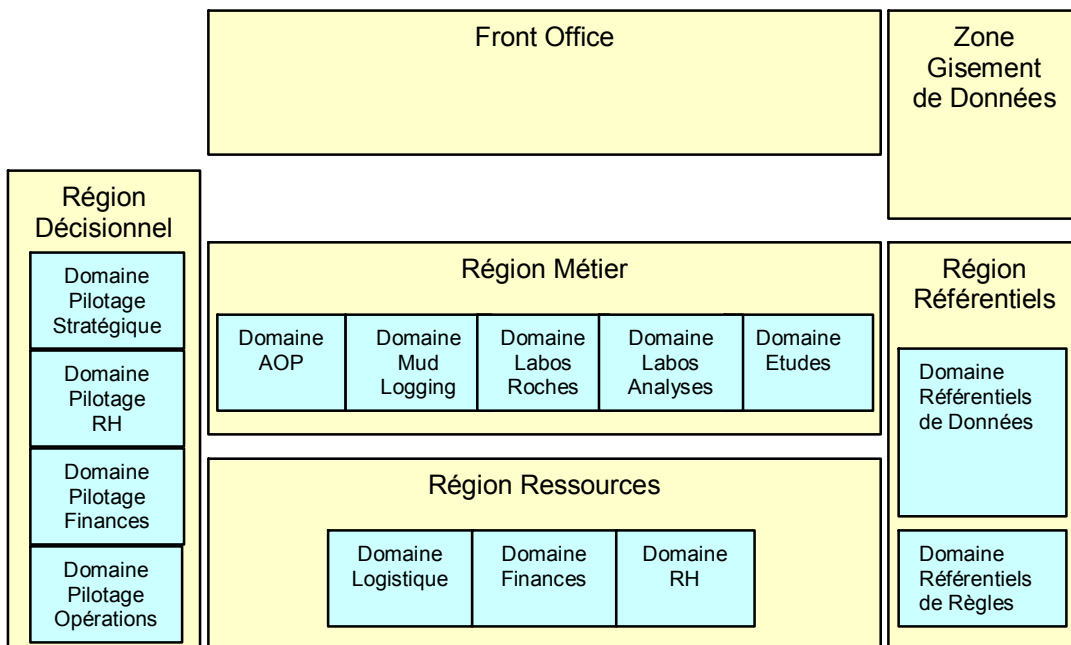 Front Office
Zone
Gisement
de Données
Région
Décisionnel
Domaine
Pilotage
Stratégique
Domaine
Pilotage
RH
Domaine
Pilotage
Finances
Domaine
Pilotage
Opérations
Région Métier
Domaine
AOP
Domaine
Mud
Logging
Domaine
Labos
Roches
Domaine
Labos
Analyses
Domaine
Etudes
Région
Référentiels
Domaine
Référentiels
de Données
Domaine
Référentiels
de Règles
Région Ressources
Domaine
Logistique
Domaine
Finances
Domaine
RH